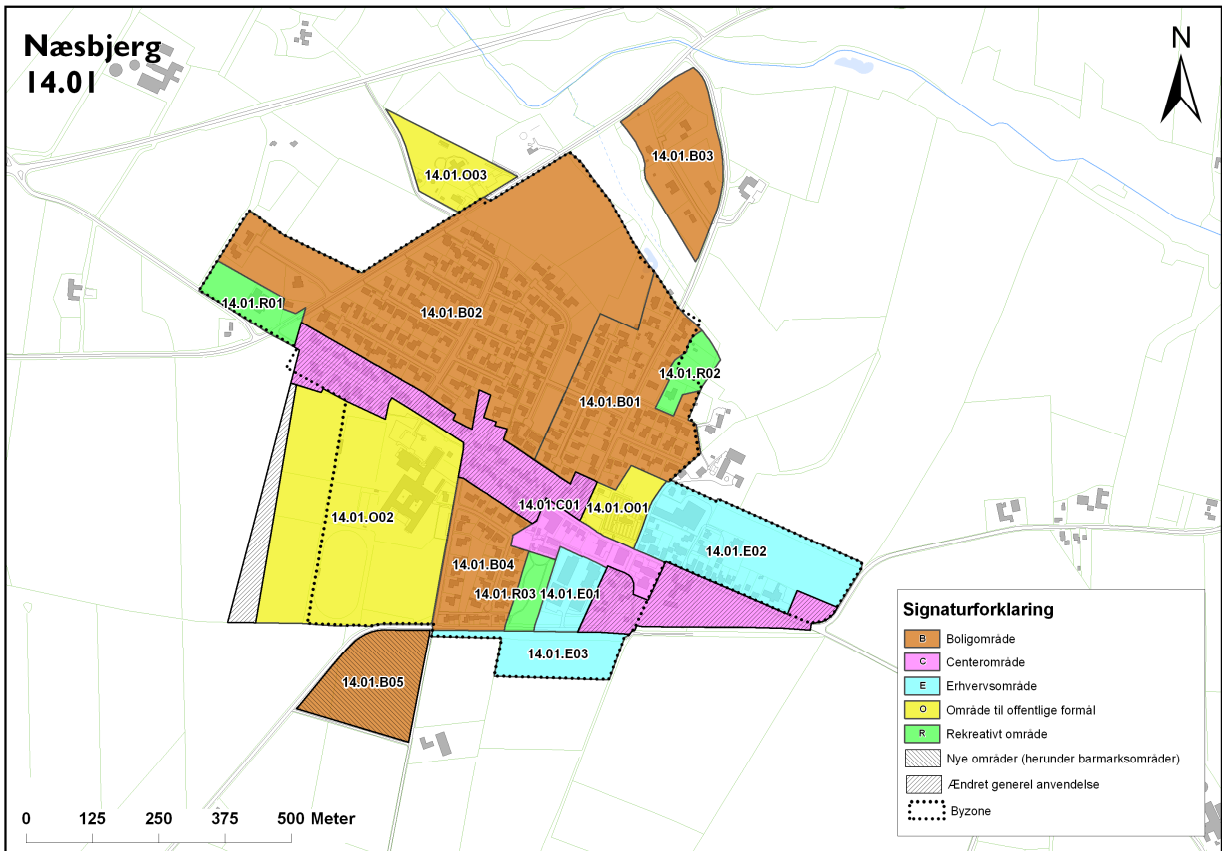 Næsbjerg
14.01
N
14.01.B03
14.01.O03
14.01.R01
14.01.B02
14.01.R02
14.01.B01
14.01.C01
14.01.O01
14.01.O02
14.01.E02
14.01.B04
14.01.R03
14.01.E01
14.01.E03
14.01.B05
Signaturforklaring
B Boligområde
C Centerområde
E Erhvervsområde
O Område til offentlige formål
R Rekreativt område
Nye områder (herunder barmarksområder)
Ændret generel anvendelse
Byzone
0 125 250 375 500 Meter